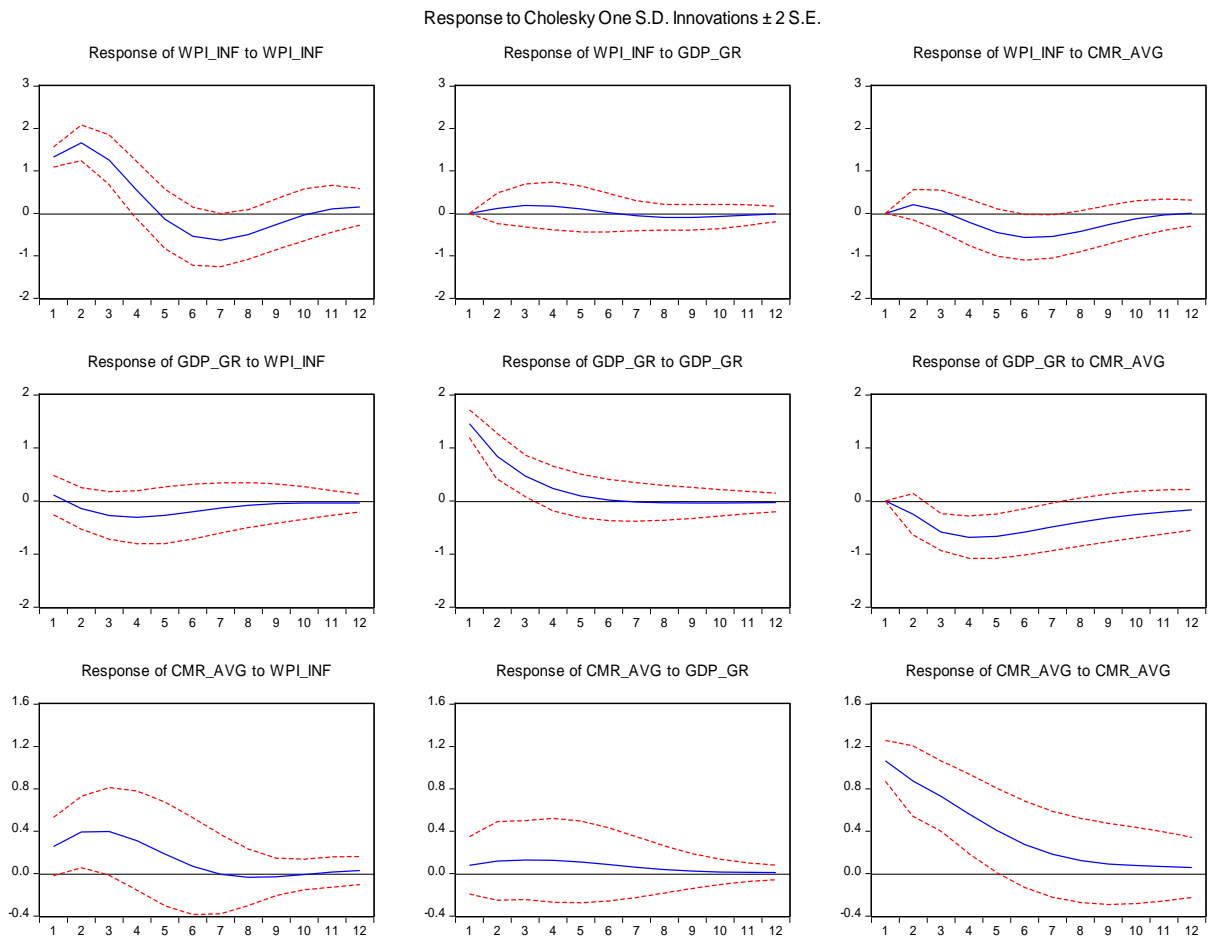 Response to Cholesky One S.D. Innovations ± 2 S.E.
Response of WPI_INF to WPI_INF
3
2
1
0
-1
-2
1 2 3 4 5 6 7 8 9 10 11 12
Response of WPI_INF to GDP_GR
3
2
1
0
-1
-2
1 2 3 4 5 6 7 8 9 10 11 12
Response of WPI_INF to CMR_AVG
3
2
1
0
-1
-2
1 2 3 4 5 6 7 8 9 10 11 12
Response of GDP_GR to WPI_INF
2
1
0
-1
-2
1 2 3 4 5 6 7 8 9 10 11 12
Response of GDP_GR to GDP_GR
2
1
0
-1
-2
1 2 3 4 5 6 7 8 9 10 11 12
Response of GDP_GR to CMR_AVG
2
1
0
-1
-2
1 2 3 4 5 6 7 8 9 10 11 12
Response of CMR_AVG to WPI_INF
1.6
1.2
0.8
0.4
0.0
-0.4
1 2 3 4 5 6 7 8 9 10 11 12
Response of CMR_AVG to GDP_GR
1.6
1.2
0.8
0.4
0.0
-0.4
1 2 3 4 5 6 7 8 9 10 11 12
Response of CMR_AVG to CMR_AVG
1.6
1.2
0.8
0.4
0.0
-0.4
1 2 3 4 5 6 7 8 9 10 11 12